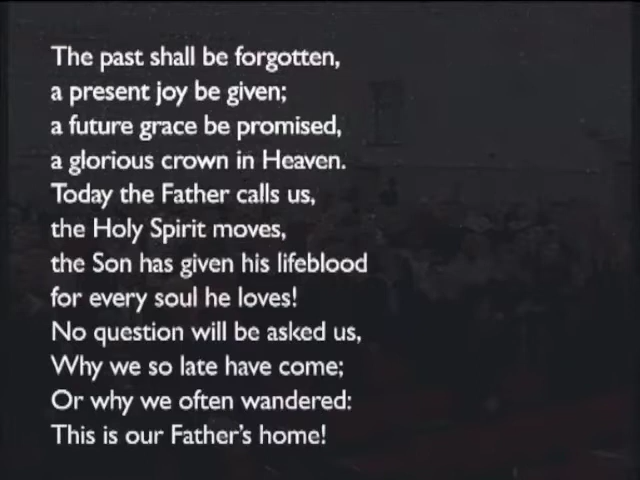 The past shall be forgotten,
a present joy be given;
a future grace be promised,
a glorious crown in Heaven.
Today the Father calls us,
the Holy Spirit moves,
the Son has given his lifeblood
for every soul he loves!
No question will be asked us,
Why we so late have come;
Or why we often wandered:
This is our Father's home!